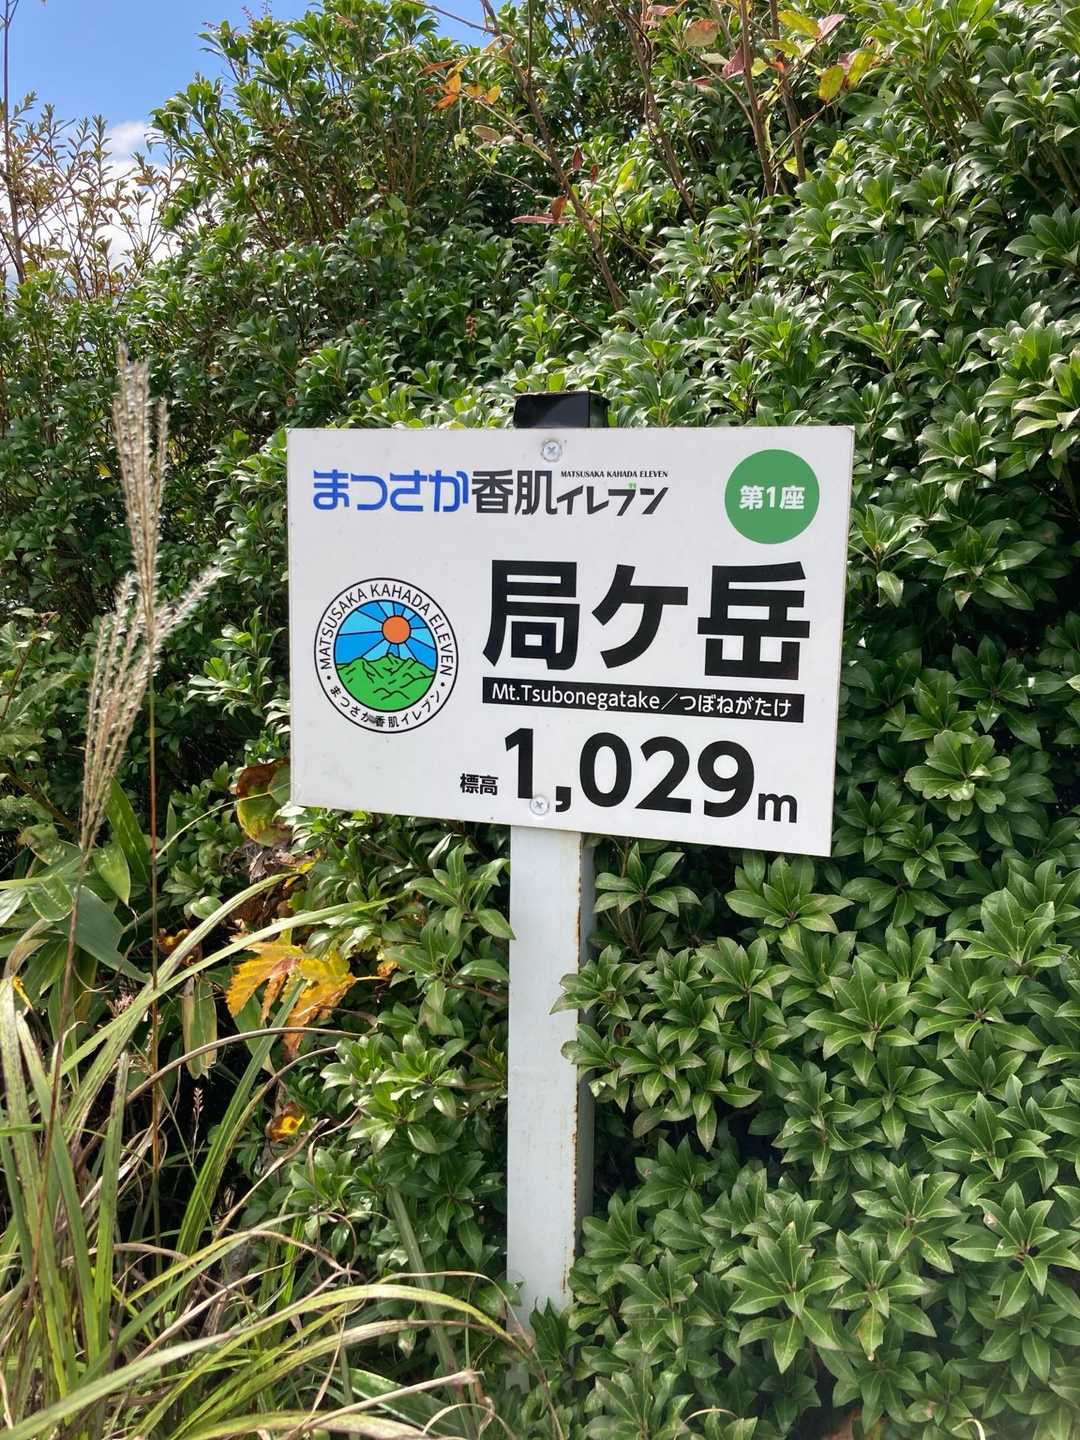 MATSUSAKA KAHADA ELEVEN
まつさか香肌イレブン
第1座
局ケ岳
MATSUSAKA KAHADA ELEVEN
まつさか香肌イレブン
Mt.Tsubonegatake／つぼねがたけ
標高 1,029m